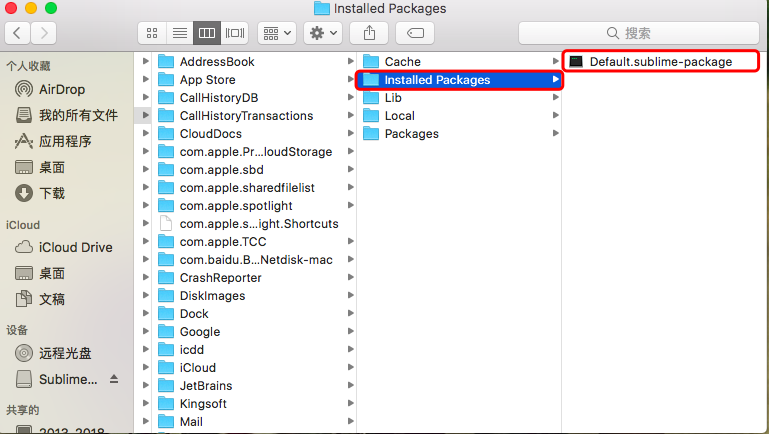 Installed Packages
搜索
个人收藏
AirDrop
我的所有文件
应用程序
桌面
下载
iCloud
iCloud Drive
桌面
文稿
设备
远程光盘
Sublime...
共享的
2013-2018-
AddressBook
App Store
CallHistoryDB
CallHistoryTransactions
CloudDocs
com.apple.Pr...loudStorage
com.apple.sbd
com.apple.sharedfilelist
com.apple.spotlight
com.apple.s...ight.Shortcuts
com.apple.TCC
com.baidu.B...Netdisk-mac
CrashReporter
DiskImages
Dock
Google
icdd
iCloud
JetBrains
Kingsoft
Mail
Cache
Installed Packages
Lib
Local
Packages
Default.sublime-package